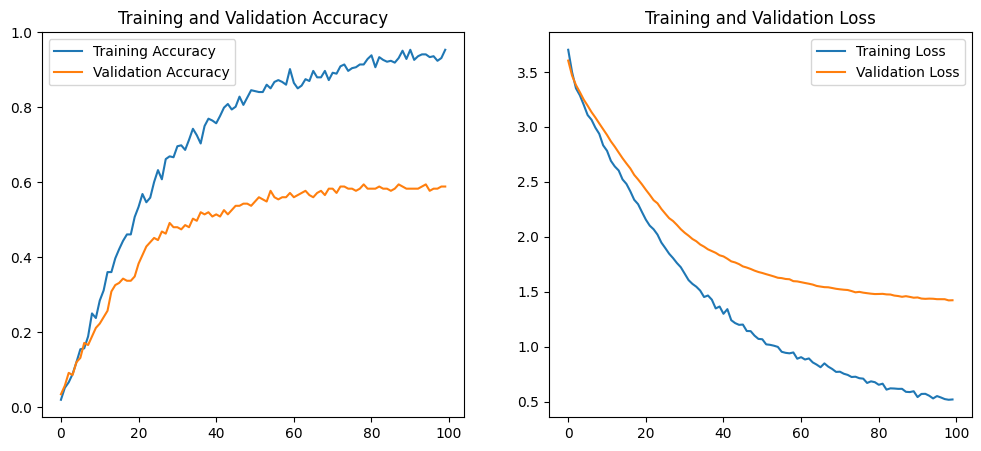 Training and Validation Accuracy
1.0
0.8
0.6
0.4
0.2
0.0
0 20 40 60 80 100
Training Accuracy
Validation Accuracy
Training and Validation Loss
3.5
3.0
2.5
2.0
1.5
1.0
0.5
0 20 40 60 80 100
Training Loss
Validation Loss